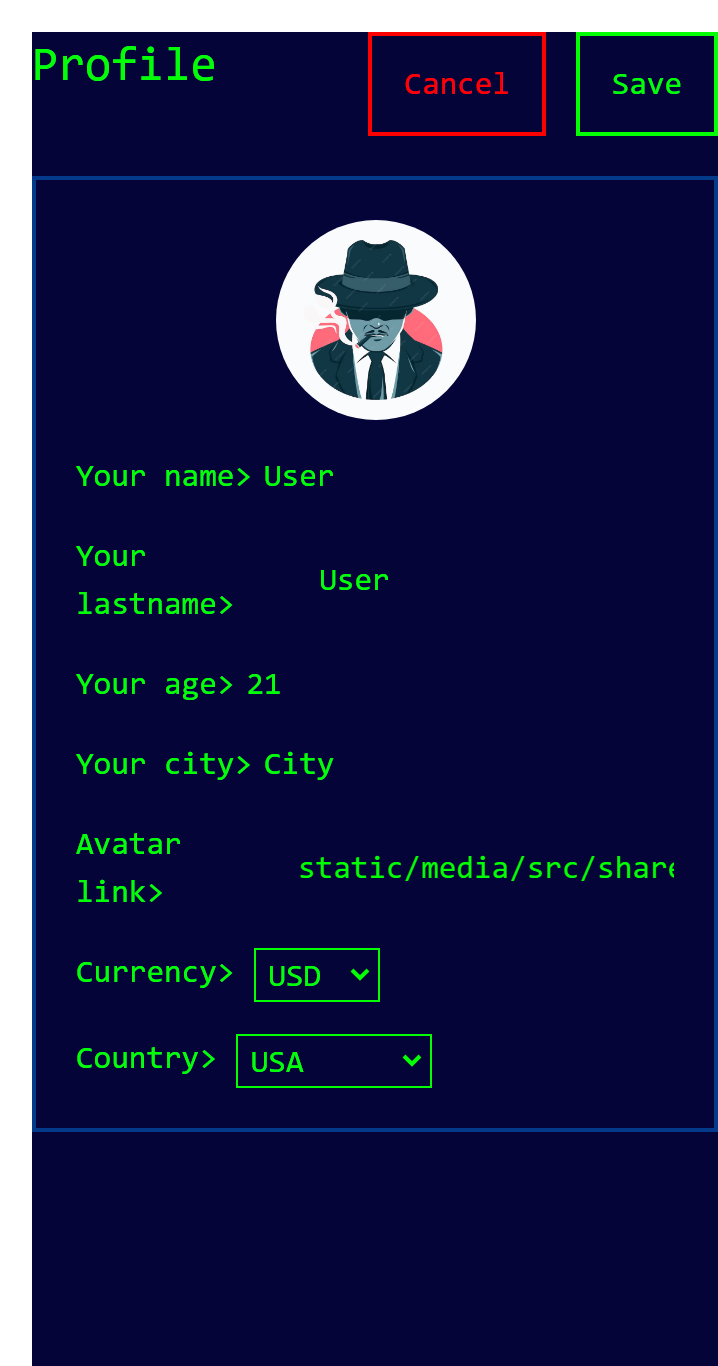 Profile
Cancel
Save
Your name> User
Your
lastname>
User
Your age> 21
Your city> City
Avatar
link>
static/media/src/share
Currency> USD
Country> USA